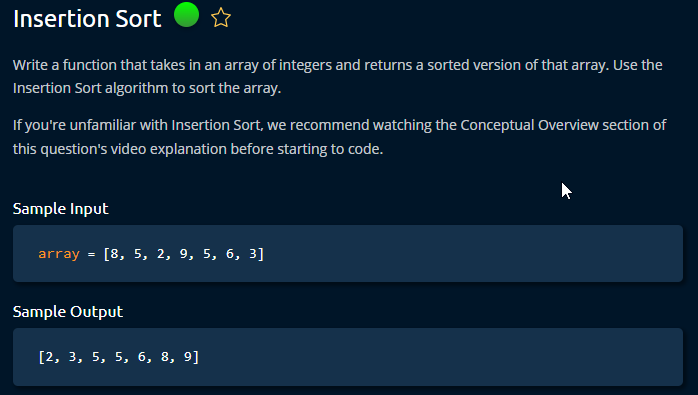 Insertion Sort
Write a function that takes in an array of integers and returns a sorted version of that array. Use the
Insertion Sort algorithm to sort the array.
If you're unfamiliar with Insertion Sort, we recommend watching the Conceptual Overview section of
this question's video explanation before starting to code.
Sample Input
array = [8, 5, 2, 9, 5, 6, 3]
Sample Output
[2, 3, 5, 5, 6, 8, 9]